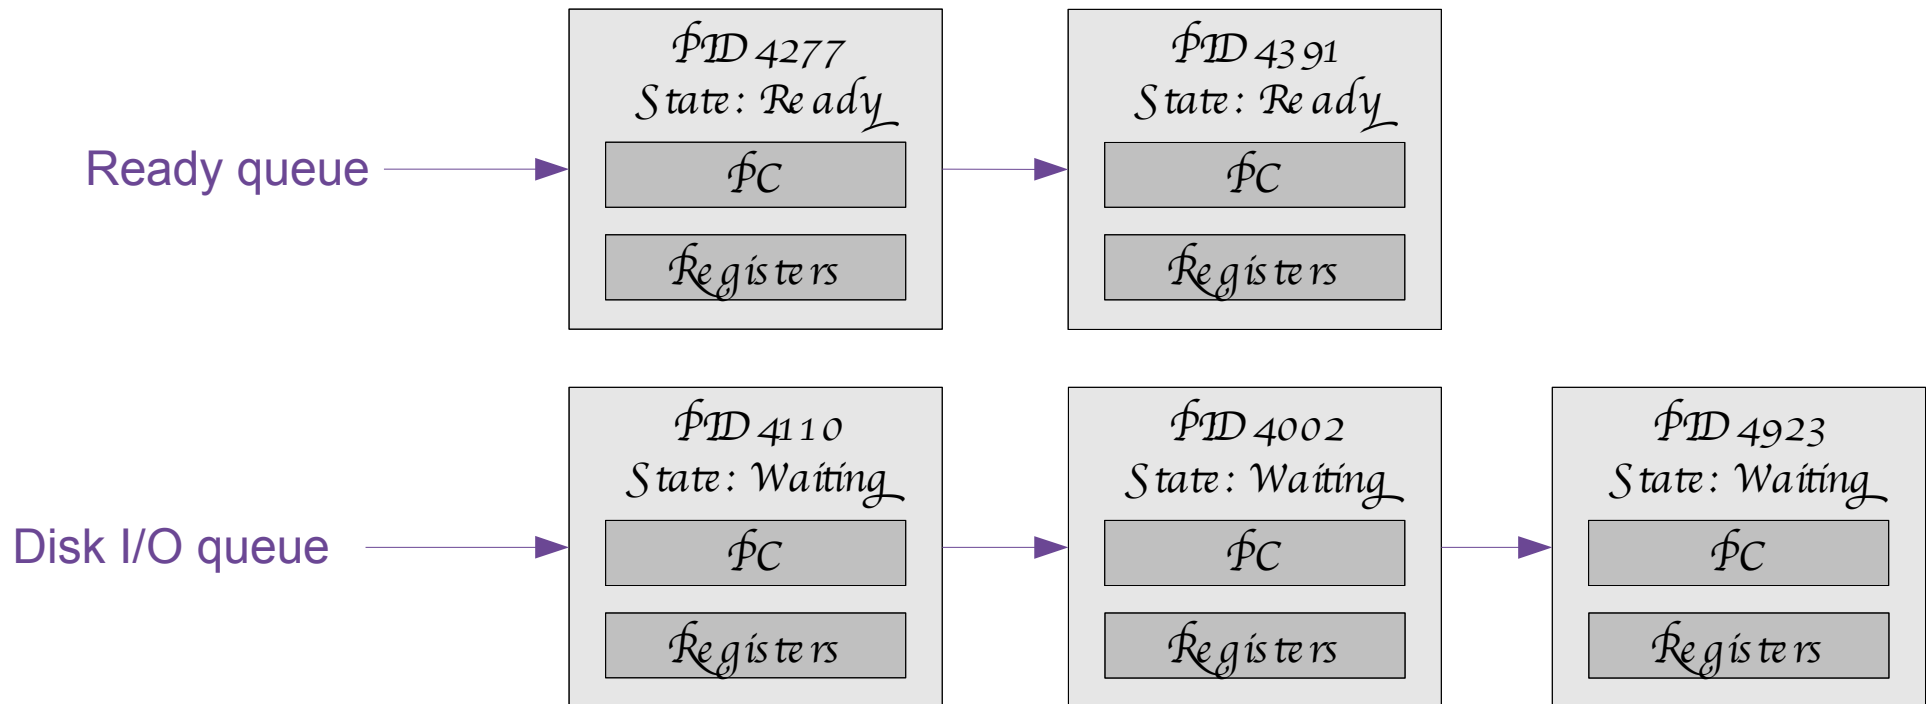 PID 4277
State: Ready
PID 4391
State: Ready
Ready queue
PC
PC
Registers
Registers
PID 4110
State: Waiting
PID 4002
State: Waiting
PID 4923
State: Waiting
Disk I/O queue
PC
PC
PC
Registers
Registers
Registers